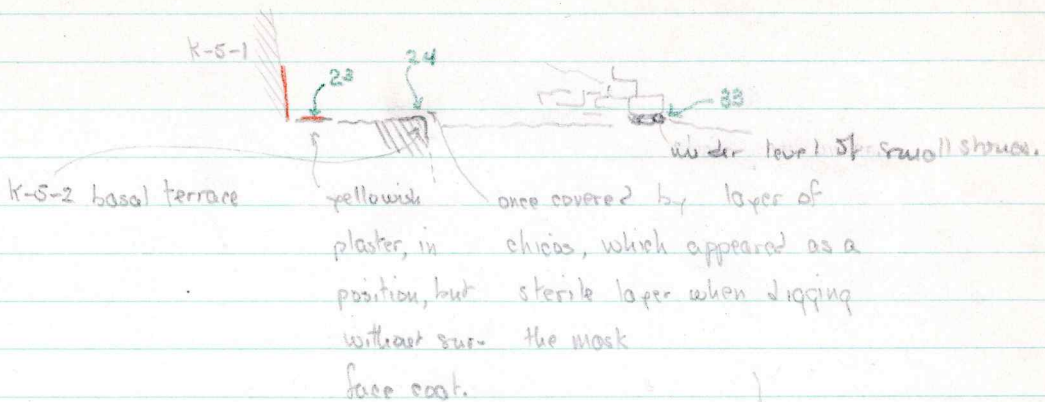 K-5-1
23
24
33
under level of small stones.
K-5-2 basal terrace
yellowish
plaster, in
position, but
without sur-
face coat.
once covered by layer of
chicos, which appeared as a
sterile layer when digging
the mask